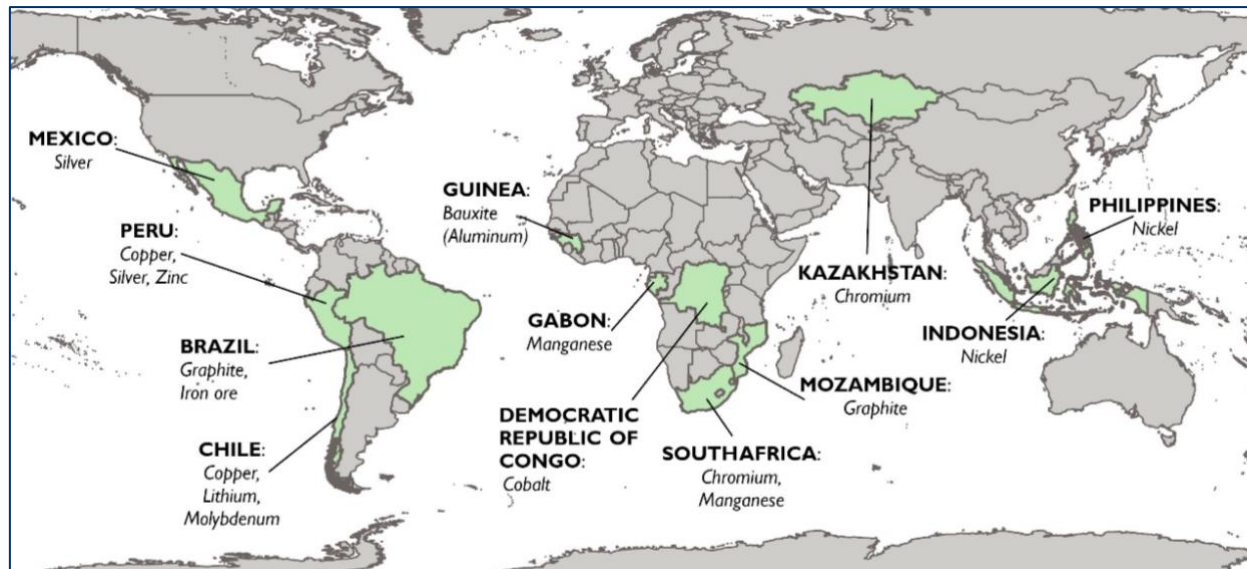 MEXICO:
Silver
PERU:
Copper,
Silver, Zinc
BRAZIL:
Graphite,
Iron ore
CHILE:
Copper,
Lithium,
Molybdenum
GUINEA:
Bauxite
(Aluminum)
GABON:
Manganese
DEMOCRATIC
REPUBLIC OF
CONGO:
Cobalt
SOUTHAFRICA:
Chromium,
Manganese
MOZAMBIQUE:
Graphite
KAZAKHSTAN:
Chromium
PHILIPPINES:
Nickel
INDONESIA:
Nickel